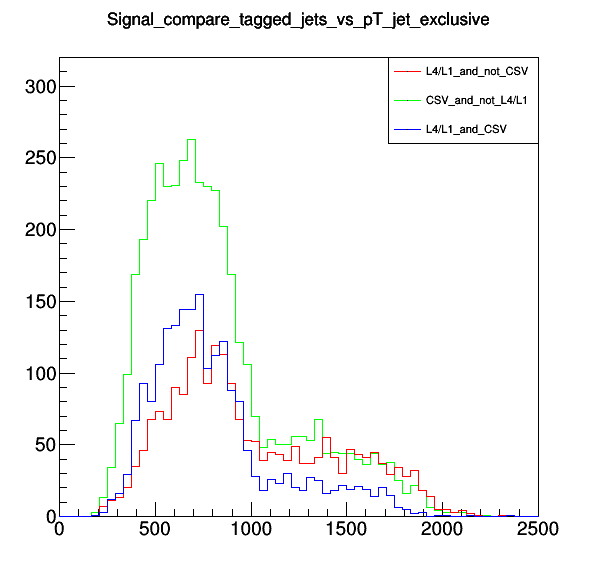 Signal_compare_tagged_jets_vs_pT_jet_exclusive
L4/L1_and_not_CSV
CSV_and_not_L4/L1
L4/L1_and_CSV
300
250
200
150
100
50
0
0 500 1000 1500 2000 2500